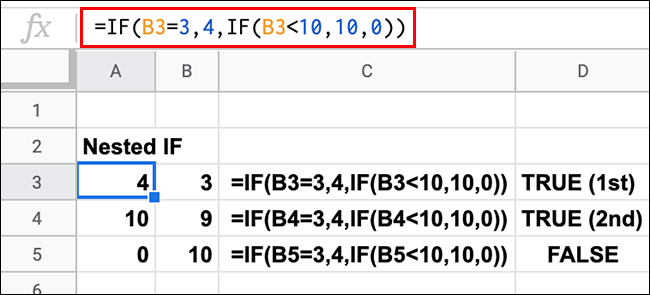 fx =IF(B3=3,4,IF(B3<10,10,0))
A B C D
1
2 Nested IF
3 4 3 =IF(B3=3,4,IF(B3<10,10,0)) TRUE (1st)
4 10 9 =IF(B4=3,4,IF(B4<10,10,0)) TRUE (2nd)
5 0 10 =IF(B5=3,4,IF(B5<10,10,0)) FALSE
6